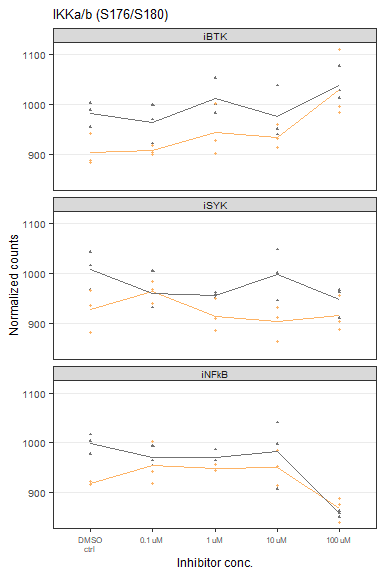 IKKa/b (S176/S180)
iBTK
1100
1000
900
iSYK
1100
1000
900
Normalized counts
iNFkB
1100
1000
900
DMSO
ctrl
0.1 uM
1 uM
10 uM
100 uM
Inhibitor conc.